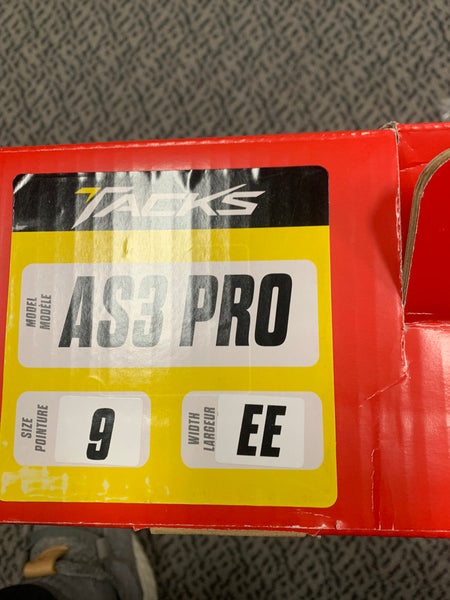 TACKS
MODEL
MODÈLE
AS3 PRO
SIZE
POINTURE
9
WIDTH
LARGEUR
EE